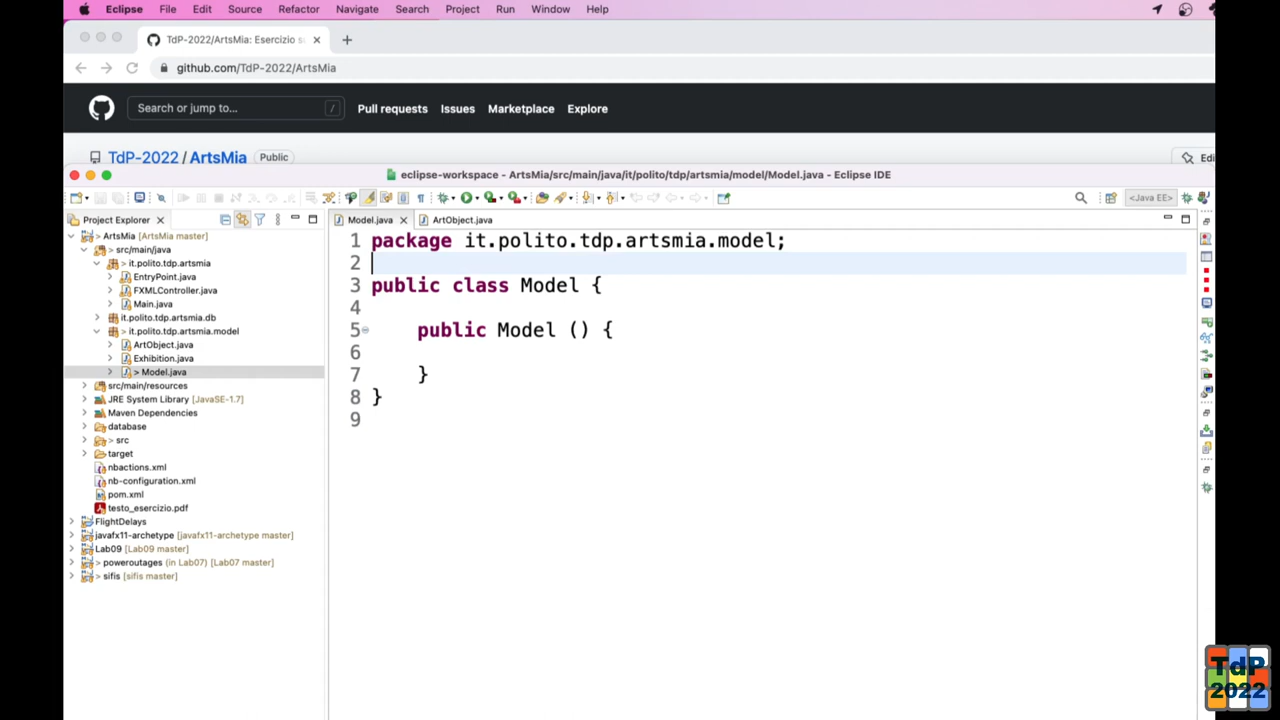 Eclipse File Edit Source Refactor Navigate Search Project Run Window Help
TdP-2022/ArtsMia: Esercizio s
github.com/TdP-2022/ArtsMia
Search or jump to... / Pull requests Issues Marketplace Explore
TdP-2022 / ArtsMia Public
eclipse-workspace - ArtsMia/src/main/java/it/polito/tdp/artsmia/model/Model.java - Eclipse IDE
<Java EE>
Project Explorer
> ArtsMia [ArtsMia master]
> src/main/java
> it.polito.tdp.artsmia
EntryPoint.java
FXMLController.java
Main.java
it.polito.tdp.artsmia.db
> it.polito.tdp.artsmia.model
ArtObject.java
Exhibition.java
> Model.java
src/main/resources
JRE System Library [JavaSE-1.7]
Maven Dependencies
database
> src
target
nbactions.xml
nb-configuration.xml
pom.xml
testo_esercizio.pdf
FlightDelays
javafx11-archetype [javafx11-archetype master]
Lab09 [Lab09 master]
> poweroutages (in Lab07) [Lab07 master]
> sifis [sifis master]
Model.java ArtObject.java
1 package it.polito.tdp.artsmia.model;
2
3 public class Model {
4
5 public Model () {
6
7 }
8 }
9
TdP
2022